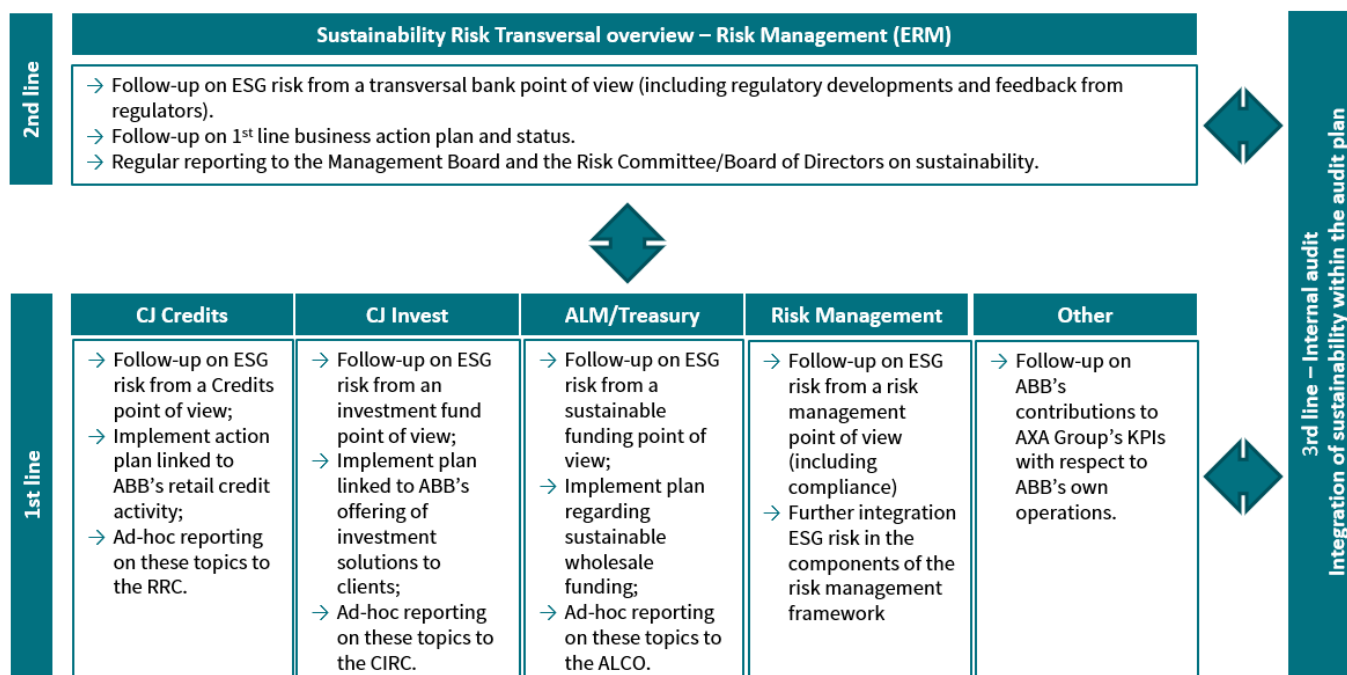 2nd line
Sustainability Risk Transversal overview – Risk Management (ERM)
→ Follow-up on ESG risk from a transversal bank point of view (including regulatory developments and feedback from
regulators).
→ Follow-up on 1st line business action plan and status.
→ Regular reporting to the Management Board and the Risk Committee/Board of Directors on sustainability.
1st line
CJ Credits
→ Follow-up on ESG
risk from a Credits
point of view;
→ Implement action
plan linked to
ABB's retail credit
activity;
→ Ad-hoc reporting
on these topics to
the RRC.
CJ Invest
→ Follow-up on ESG
risk from an
investment fund
point of view;
→ Implement plan
linked to ABB's
offering of
investment
solutions to
clients;
→ Ad-hoc reporting
on these topics to
the CIRC.
ALM/Treasury
→ Follow-up on ESG
risk from a
sustainable
funding point of
view;
→ Implement plan
regarding
sustainable
wholesale
funding;
→ Ad-hoc reporting
on these topics to
the ALCO.
Risk Management
→ Follow-up on ESG
risk from a risk
management
point of view
(including
compliance)
→ Further integration
ESG risk in the
components of the
risk management
framework
Other
→ Follow-up on
ABB's
contributions to
AXA Group's KPIs
with respect to
ABB's own
operations.
3rd line – Internal audit
Integration of sustainability within the audit plan